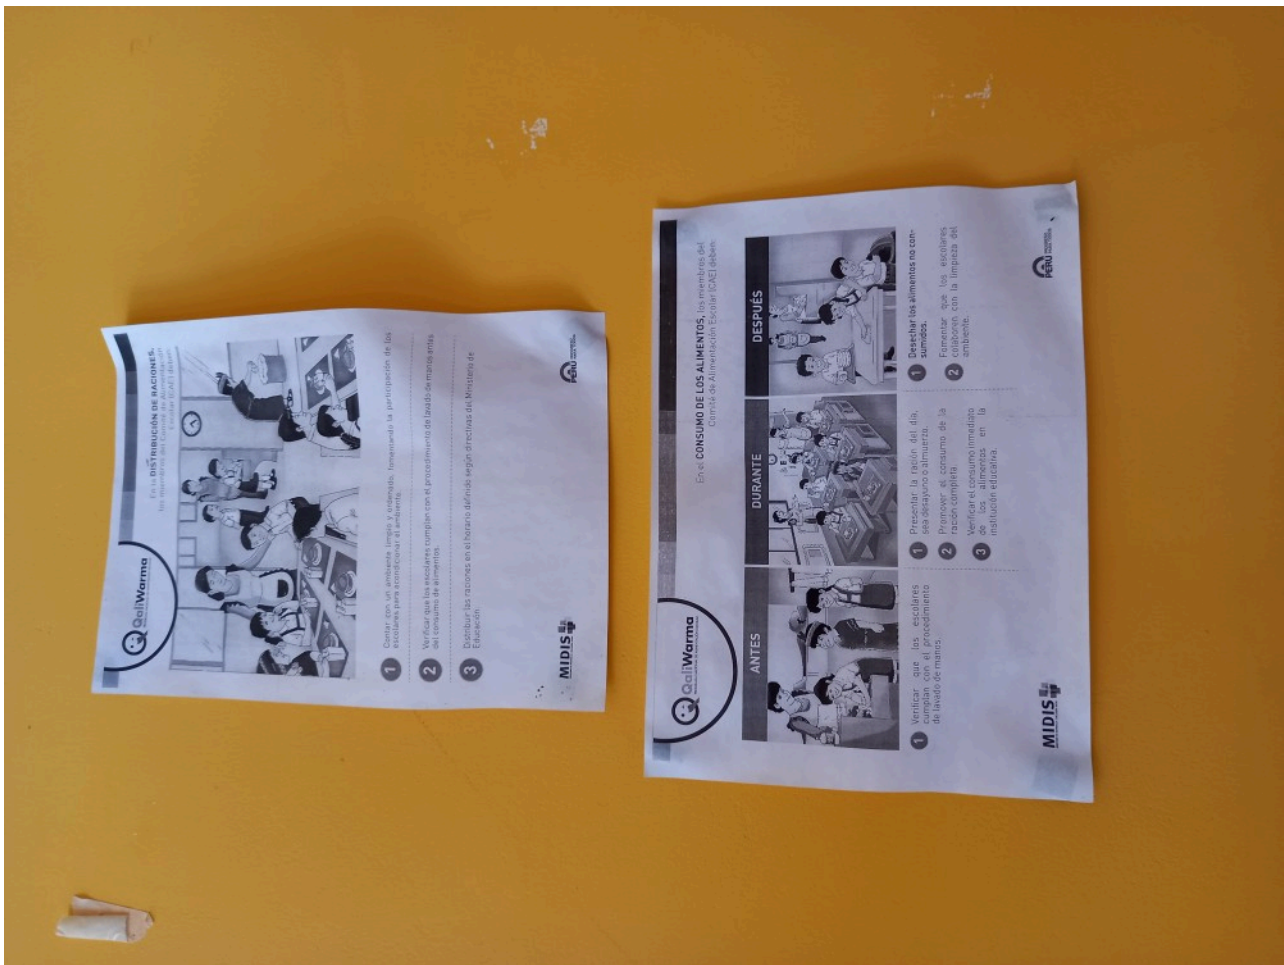 QaliWarma
En la DISTRIBUCIÓN DE RACIONES,
los miembros del Comité de Alimentación
Escolar (CAE) deben:
1 Contar con un ambiente limpio y ordenado, fomentando la participación de los
escolares para acondicionar el ambiente.
2 Verificar que los escolares cumplan con el procedimiento de lavado de manos antes
del consumo de alimentos.
3 Distribuir las raciones en el horario definido según directivas del Ministerio de
Educación.
MIDIS
PERÚ
QaliWarma
En el CONSUMO DE LOS ALIMENTOS, los miembros del
Comité de Alimentación Escolar (CAE) deben:
ANTES
1 Verificar que los escolares
cumplan con el procedimiento
de lavado de manos.
DURANTE
1 Presentar la ración del día,
sea desayuno o almuerzo.
2 Promover el consumo de la
ración completa.
3 Verificar el consumo inmediato
de los alimentos en la
institución educativa.
DESPUÉS
1 Desechar los alimentos no con-
sumidos.
2 Fomentar que los escolares
colaboren con la limpieza del
ambiente.
MIDIS
PERÚ